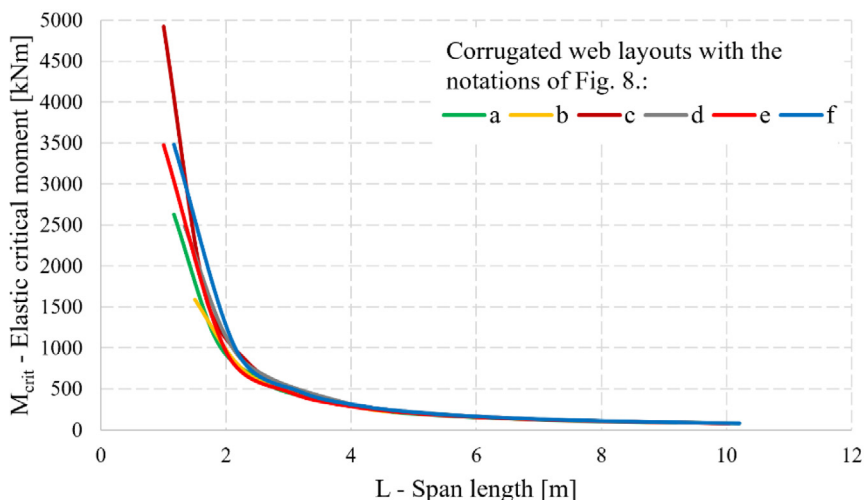 5000
4500
4000
3500
3000
2500
2000
1500
1000
500
0
M_crit - Elastic critical moment [kNm]
Corrugated web layouts with the
notations of Fig. 8.:
a b c d e f
0 2 4 6 8 10 12
L - Span length [m]